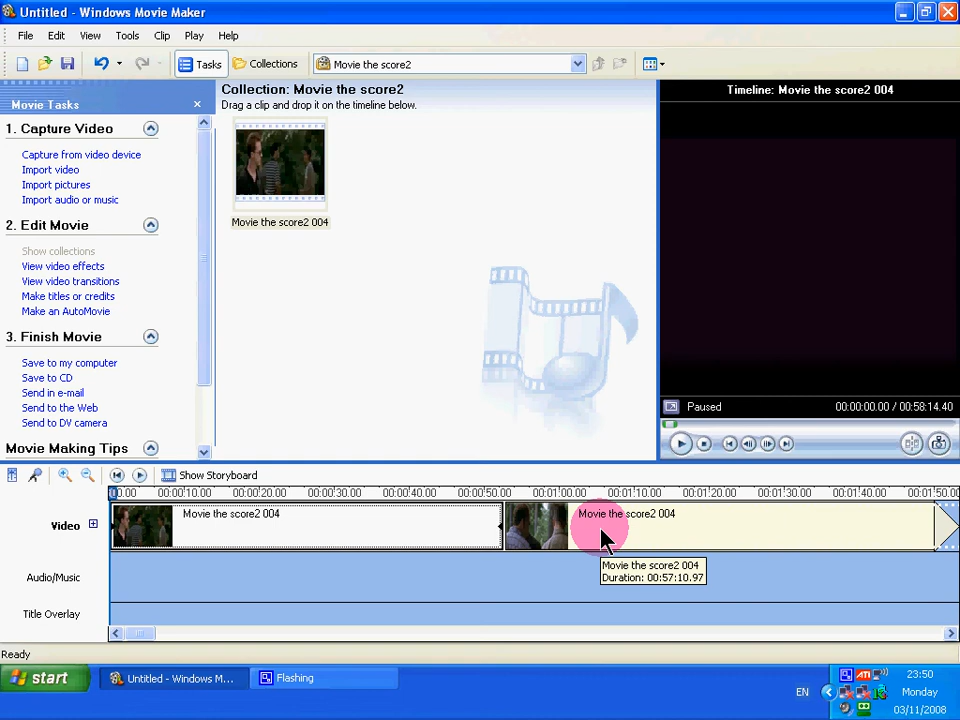 Untitled - Windows Movie Maker
File Edit View Tools Clip Play Help
Tasks Collections Movie the score2
Movie Tasks
1. Capture Video
Capture from video device
Import video
Import pictures
Import audio or music
2. Edit Movie
Show collections
View video effects
View video transitions
Make titles or credits
Make an AutoMovie
3. Finish Movie
Save to my computer
Save to CD
Send in e-mail
Send to the Web
Send to DV camera
Movie Making Tips
Collection: Movie the score2
Drag a clip and drop it on the timeline below.
Movie the score2 004
Timeline: Movie the score2 004
Paused 00:00:00.00 / 00:58:14.40
Show Storyboard
00.00 00:00:10.00 00:00:20.00 00:00:30.00 00:00:40.00 00:00:50.00 00:01:00.00 00:01:10.00 00:01:20.00 00:01:30.00 00:01:40.00 00:01:50.00
Video Movie the score2 004 Movie the score2 004
Movie the score2 004
Duration: 00:57:10.97
Audio/Music
Title Overlay
Ready
start Untitled - Windows M... Flashing
EN
ATI
23:50
Monday
03/11/2008